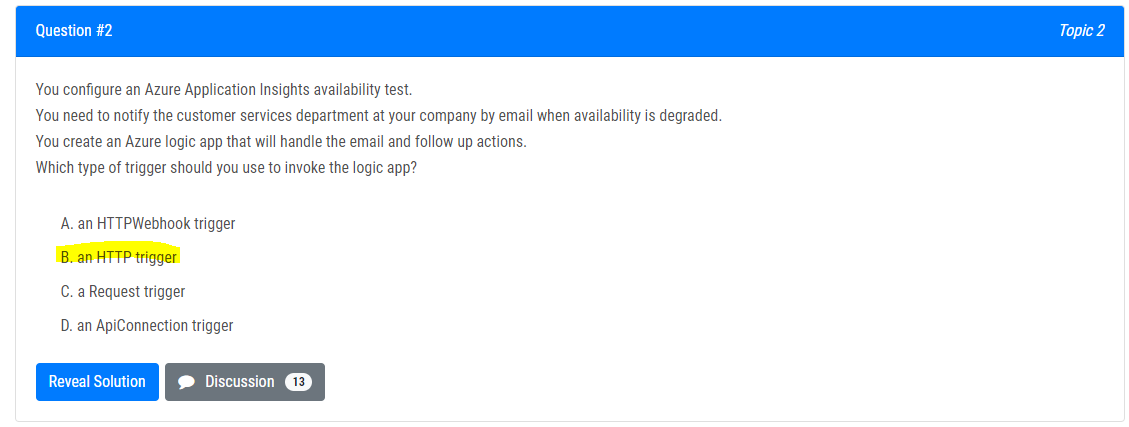 Question #2
Topic 2
You configure an Azure Application Insights availability test.
You need to notify the customer services department at your company by email when availability is degraded.
You create an Azure logic app that will handle the email and follow up actions.
Which type of trigger should you use to invoke the logic app?
A. an HTTPWebhook trigger
B. an HTTP trigger
C. a Request trigger
D. an ApiConnection trigger
Reveal Solution
Discussion 13